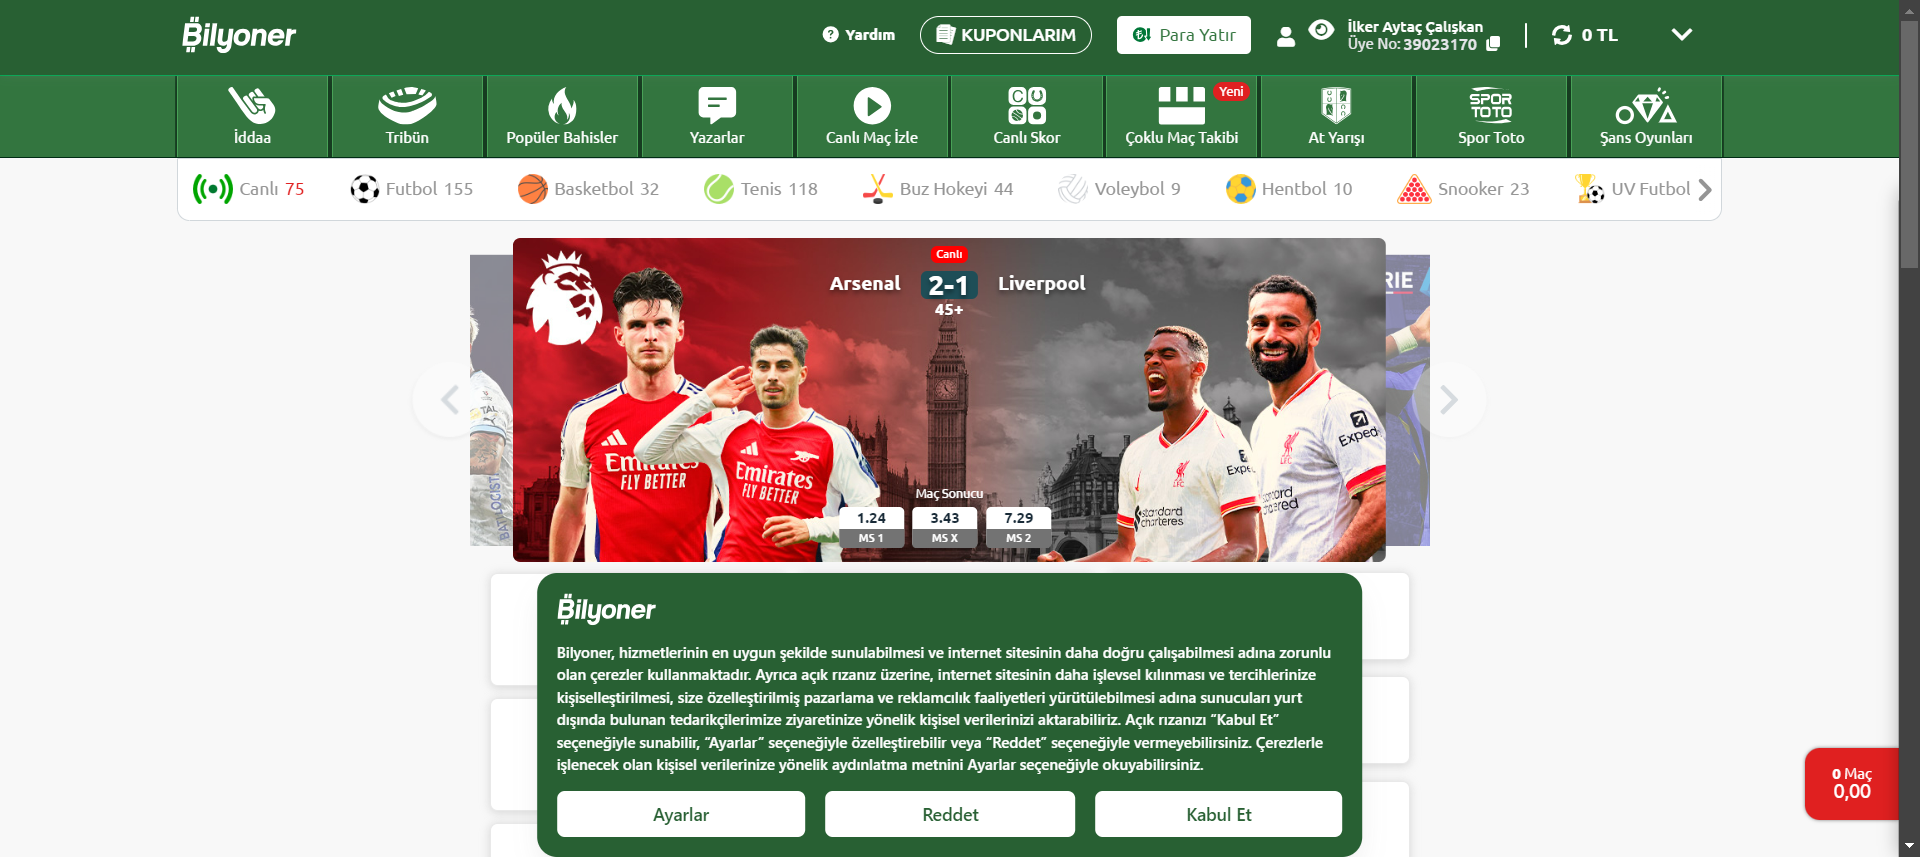 Bilyoner
Yardım
KUPONLARIM
Para Yatır
İlker Aytaç Çalışkan
Üye No: 39023170
0 TL
İddaa
Tribün
Popüler Bahisler
Yazarlar
Canlı Maç İzle
Canlı Skor
Yeni
Çoklu Maç Takibi
At Yarışı
SPOR
TOTO
Spor Toto
Şans Oyunları
Canlı 75
Futbol 155
Basketbol 32
Tenis 118
Buz Hokeyi 44
Voleybol 9
Hentbol 10
Snooker 23
UV Futbol
Canlı
Arsenal 2-1 Liverpool
45+
RIE
Emirates
FLY BETTER
Emirates
FLY BETTER
standard
chartered
Maç Sonucu
1.24
MS 1
3.43
MS X
7.29
MS 2
Bilyoner
Bilyoner, hizmetlerinin en uygun şekilde sunulabilmesi ve internet sitesinin daha doğru çalışabilmesi adına zorunlu
olan çerezler kullanmaktadır. Ayrıca açık rızanız üzerine, internet sitesinin daha işlevsel kılınması ve tercihlerinize
kişiselleştirilmesi, size özelleştirilmiş pazarlama ve reklamcılık faaliyetleri yürütülebilmesi adına sunucuları yurt
dışında bulunan tedarikçilerimize ziyaretinize yönelik kişisel verilerinizi aktarabiliriz. Açık rızanızı “Kabul Et”
seçeneğiyle sunabilir, “Ayarlar” seçeneğiyle özelleştirebilir veya “Reddet” seçeneğiyle vermeyebilirsiniz. Çerezlerle
işlenecek olan kişisel verilerinize yönelik aydınlatma metnini Ayarlar seçeneğiyle okuyabilirsiniz.
Ayarlar
Reddet
Kabul Et
0 Maç
0,00